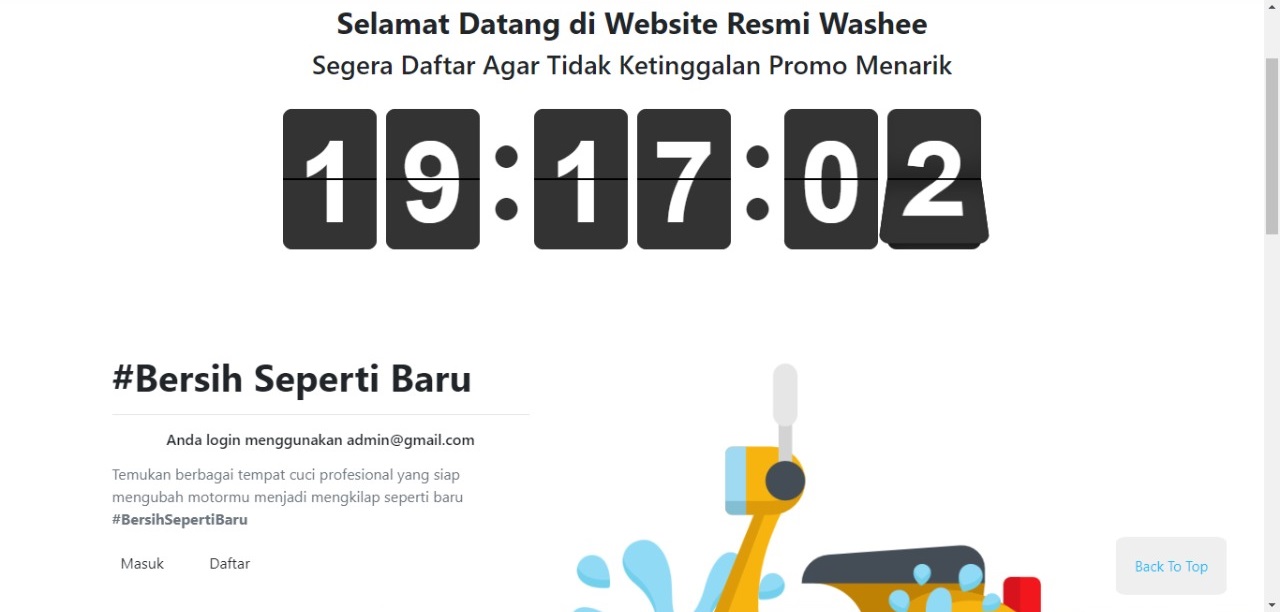 Selamat Datang di Website Resmi Washee
Segera Daftar Agar Tidak Ketinggalan Promo Menarik
19:17:02
#Bersih Seperti Baru
Anda login menggunakan admin@gmail.com
Temukan berbagai tempat cuci profesional yang siap
mengubah motormu menjadi mengkilap seperti baru
#BersihSepertiBaru
Masuk Daftar
Back To Top